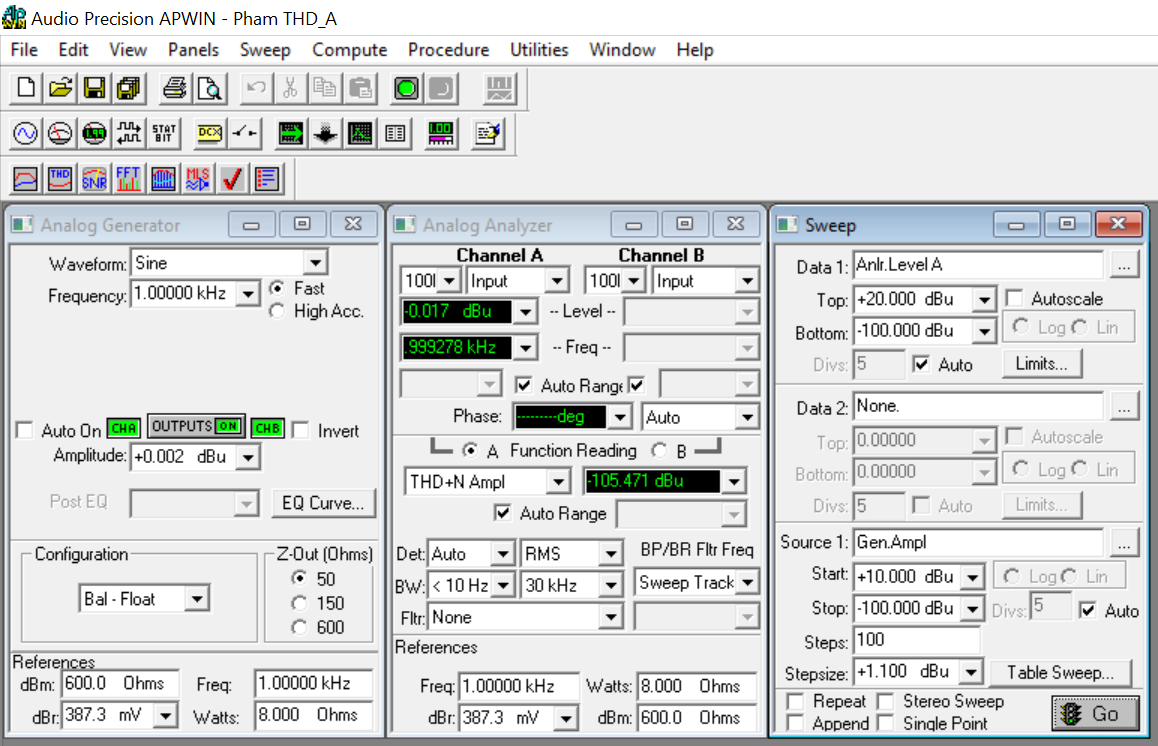 Audio Precision APWIN - Pham THD_A
File Edit View Panels Sweep Compute Procedure Utilities Window Help
STAT BIT
DCX
THD SNR FFT MLS
Analog Generator
Waveform: Sine
Frequency: 1.00000 kHz Fast
High Acc.
Auto On CHA OUTPUTS ON CHB Invert
Amplitude: +0.002 dBu
Post EQ EQ Curve...
Configuration
Bal - Float
Z-Out (Ohms)
50
150
600
References
dBm: 600.0 Ohms Freq: 1.00000 kHz
dBr: 387.3 mV Watts: 8.000 Ohms
Analog Analyzer
Channel A Channel B
Input Input
-0.017 dBu -- Level --
.999278 kHz -- Freq --
Auto Range
Phase: --------deg Auto
A Function Reading B
THD+N Ampl -105.471 dBu
Auto Range
Det: Auto RMS BP/BR Fltr Freq
BW: < 10 Hz 30 kHz Sweep Track
Fltr: None
References
Freq: 1.00000 kHz Watts: 8.000 Ohms
dBr: 387.3 mV dBm: 600.0 Ohms
Sweep
Data 1: Anlr.Level A ...
Top: +20.000 dBu Autoscale
Bottom: -100.000 dBu Log Lin
Divs: 5 Auto Limits...
Data 2: None. ...
Top: 0.00000 Autoscale
Bottom: 0.00000 Log Lin
Divs: 5 Auto Limits...
Source 1: Gen.Ampl ...
Start: +10.000 dBu Log Lin
Stop: -100.000 dBu Divs: 5 Auto
Steps: 100
Stepsize: +1.100 dBu Table Sweep...
Repeat Stereo Sweep
Append Single Point
Go